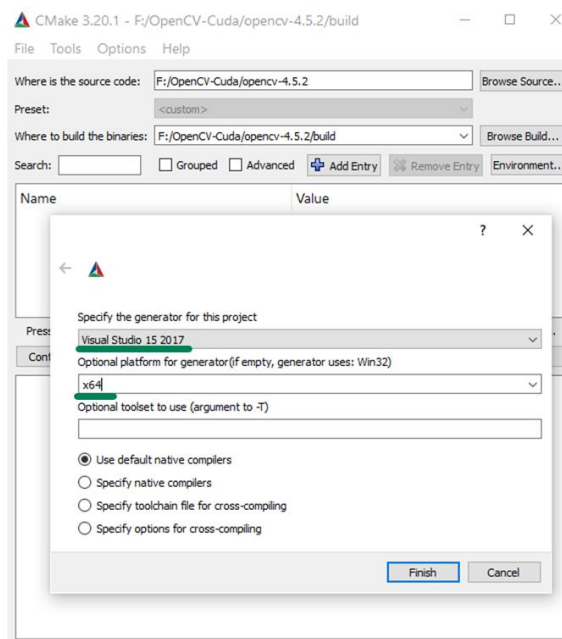 CMake 3.20.1 - F:/OpenCV-Cuda/opencv-4.5.2/build
File Tools Options Help
Where is the source code: F:/OpenCV-Cuda/opencv-4.5.2 Browse Source...
Preset: <custom>
Where to build the binaries: F:/OpenCV-Cuda/opencv-4.5.2/build Browse Build...
Search: Grouped Advanced Add Entry Remove Entry Environment...
Name Value
?
Specify the generator for this project
Press
Visual Studio 15 2017
Conf
Optional platform for generator(if empty, generator uses: Win32)
x64
Optional toolset to use (argument to -T)
Use default native compilers
Specify native compilers
Specify toolchain file for cross-compiling
Specify options for cross-compiling
Finish Cancel